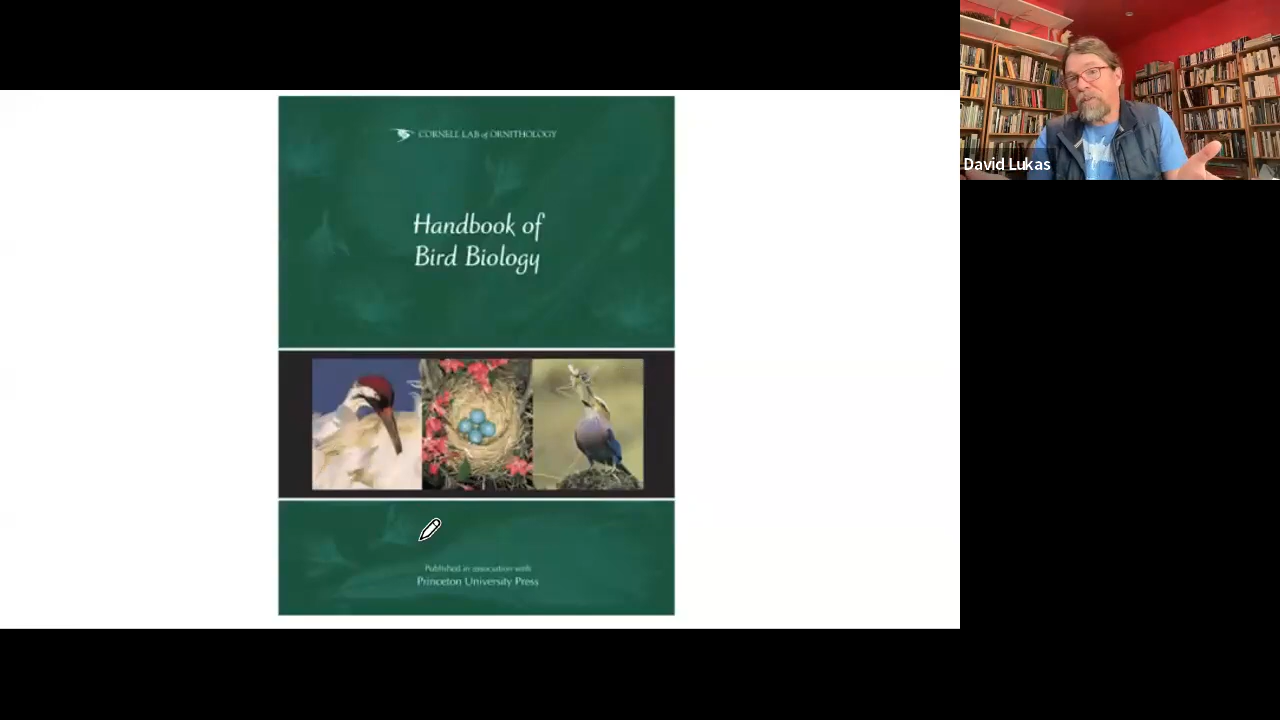 CORNELL LAB of ORNITHOLOGY
Handbook of
Bird Biology
Published in association with
Princeton University Press
David Lukas